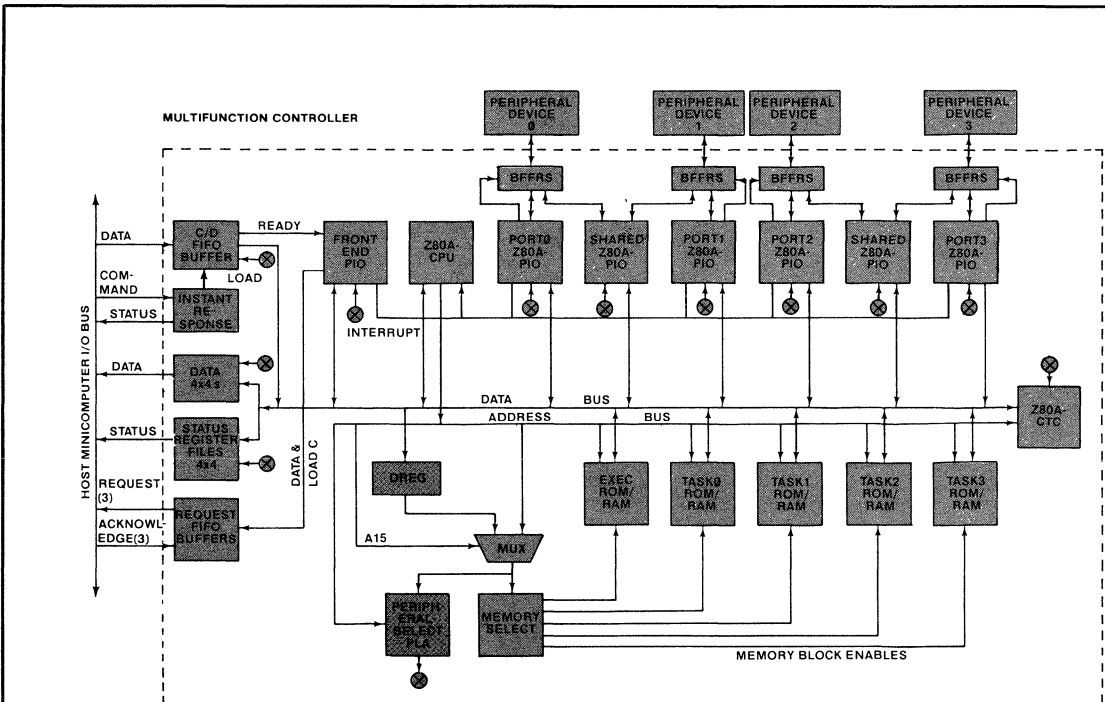 MULTIFUNCTION CONTROLLER
PERIPHERAL
DEVICE
0
PERIPHERAL
DEVICE
1
PERIPHERAL
DEVICE
2
PERIPHERAL
DEVICE
3
BFFRS
BFFRS
BFFRS
BFFRS
HOST MINICOMPUTER I/O BUS
DATA
C/D
FIFO
BUFFER
READY
LOAD
COM-
MAND
STATUS
INSTANT
RE-
SPONSE
FRONT
END
PIO
INTERRUPT
Z80A-
CPU
PORT0
Z80A-
PIO
SHARED
Z80A-
PIO
PORT1
Z80A-
PIO
PORT2
Z80A-
PIO
SHARED
Z80A-
PIO
PORT3
Z80A-
PIO
DATA
DATA
4x4s
STATUS
STATUS
REGISTER
FILES
4x4
REQUEST
(3)
ACKNOWL-
EDGE(3)
REQUEST
FIFO
BUFFERS
DATA &
LOAD C
DATA BUS
ADDRESS BUS
Z80A-
CTC
DREG
EXEC
ROM/
RAM
TASK0
ROM/
RAM
TASK1
ROM/
RAM
TASK2
ROM/
RAM
TASK3
ROM/
RAM
A15
MUX
PERIPH-
ERAL-
SELECT
PLA
MEMORY
SELECT
MEMORY BLOCK ENABLES